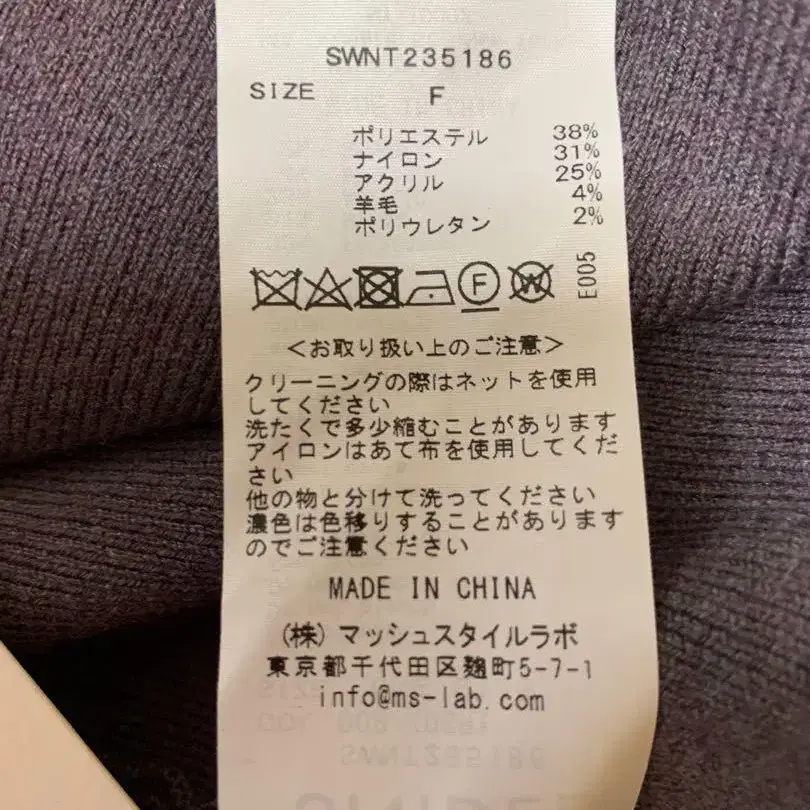 SWNT235186
SIZE F
ポリエステル 38%
ナイロン 31%
アクリル 25%
羊毛 4%
ポリウレタン 2%
F W E005
<お取り扱い上のご注意>
クリーニングの際はネットを使用
してください
洗たくで多少縮むことがあります
アイロンはあて布を使用してくだ
さい
他の物と分けて洗ってください
濃色は色移りすることがあります
のでご注意ください
MADE IN CHINA
(株)マッシュスタイルラボ
東京都千代田区麹町5-7-1
info@ms-lab.com